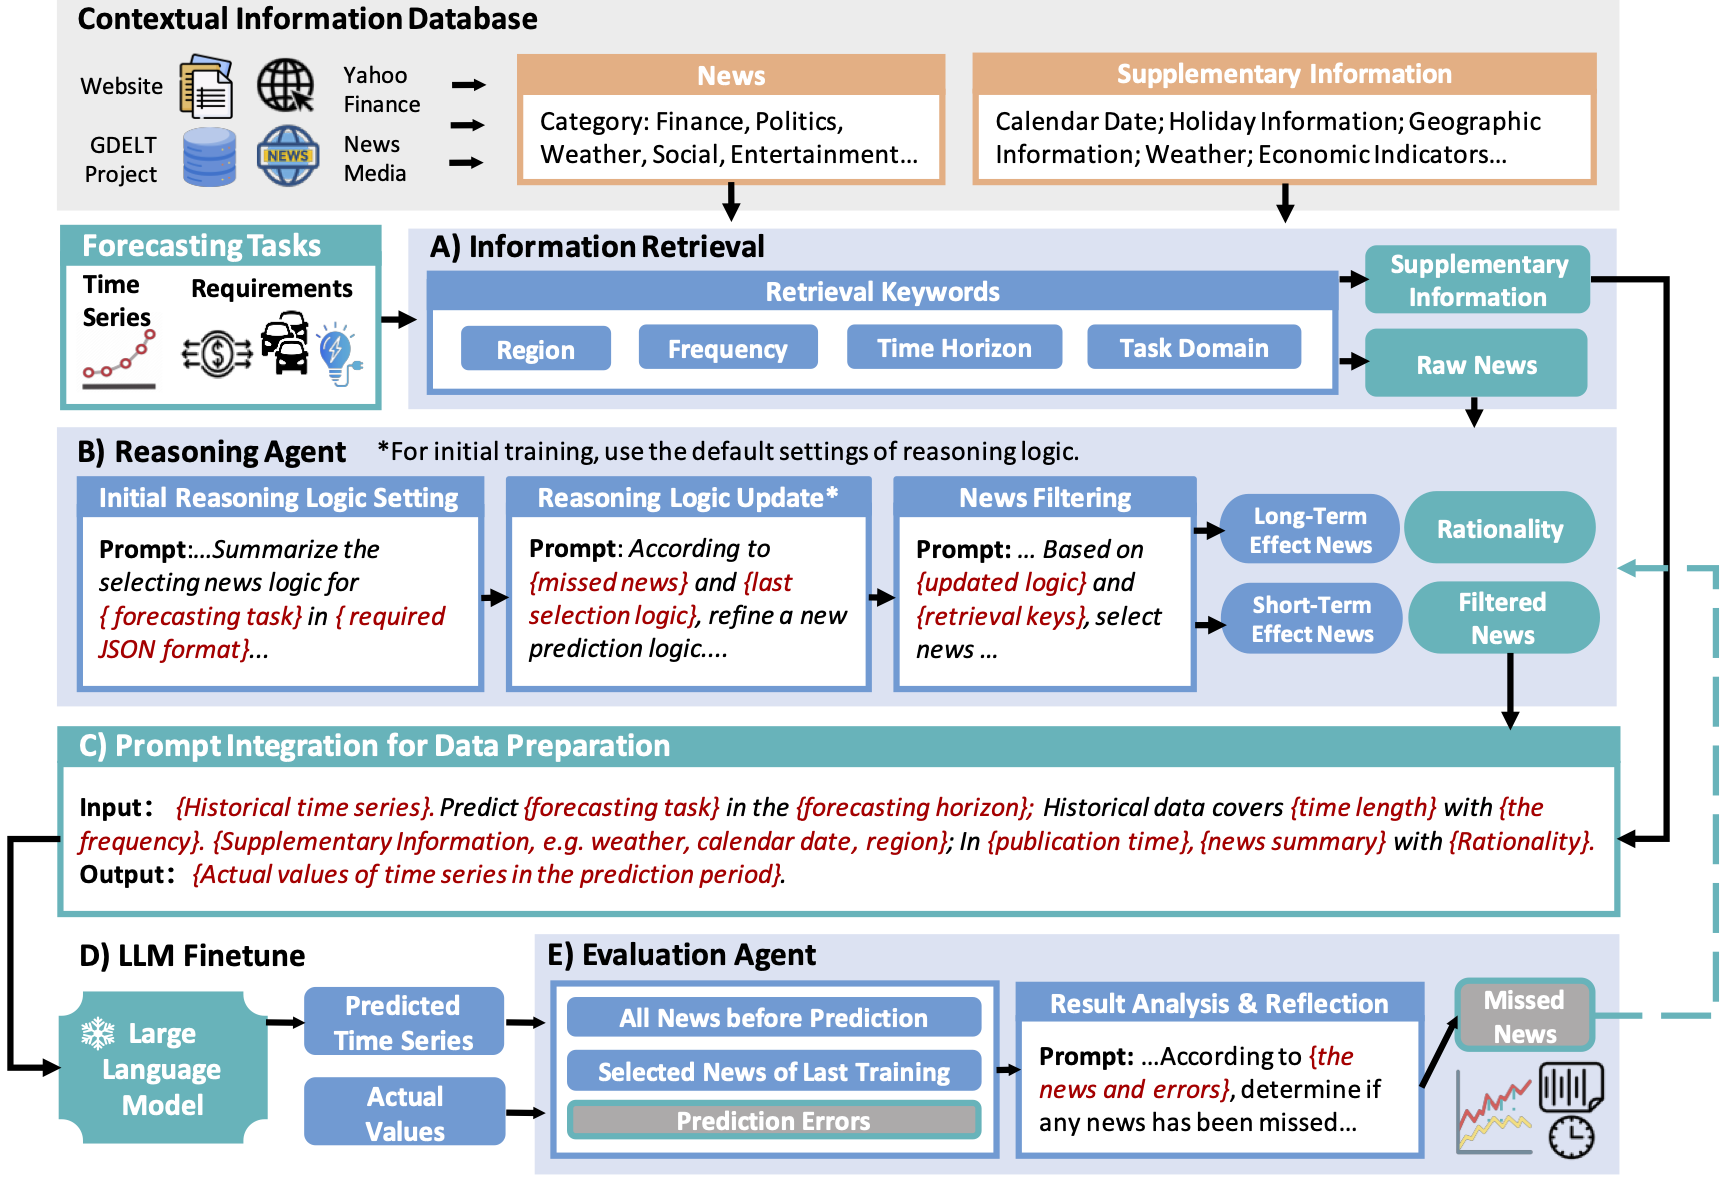 Contextual Information Database
Website
Yahoo
Finance
GDELT
Project
NEWS
News
Media
News
Category: Finance, Politics,
Weather, Social, Entertainment...
Supplementary Information
Calendar Date; Holiday Information; Geographic
Information; Weather; Economic Indicators...
Forecasting Tasks
Time
Series
Requirements
A) Information Retrieval
Retrieval Keywords
Region
Frequency
Time Horizon
Task Domain
Supplementary
Information
Raw News
B) Reasoning Agent
*For initial training, use the default settings of reasoning logic.
Initial Reasoning Logic Setting
Prompt:...Summarize the
selecting news logic for
{ forecasting task} in { required
JSON format}...
Reasoning Logic Update*
Prompt: According to
{missed news} and {last
selection logic}, refine a new
prediction logic....
News Filtering
Prompt: ... Based on
{updated logic} and
{retrieval keys}, select
news ...
Long-Term
Effect News
Rationality
Short-Term
Effect News
Filtered
News
C) Prompt Integration for Data Preparation
Input: {Historical time series}. Predict {forecasting task} in the {forecasting horizon}; Historical data covers {time length} with {the
frequency}. {Supplementary Information, e.g. weather, calendar date, region}; In {publication time}, {news summary} with {Rationality}.
Output: {Actual values of time series in the prediction period}.
D) LLM Finetune
Large
Language
Model
Predicted
Time Series
Actual
Values
E) Evaluation Agent
All News before Prediction
Selected News of Last Training
Prediction Errors
Result Analysis & Reflection
Prompt: ...According to {the
news and errors}, determine if
any news has been missed...
Missed
News